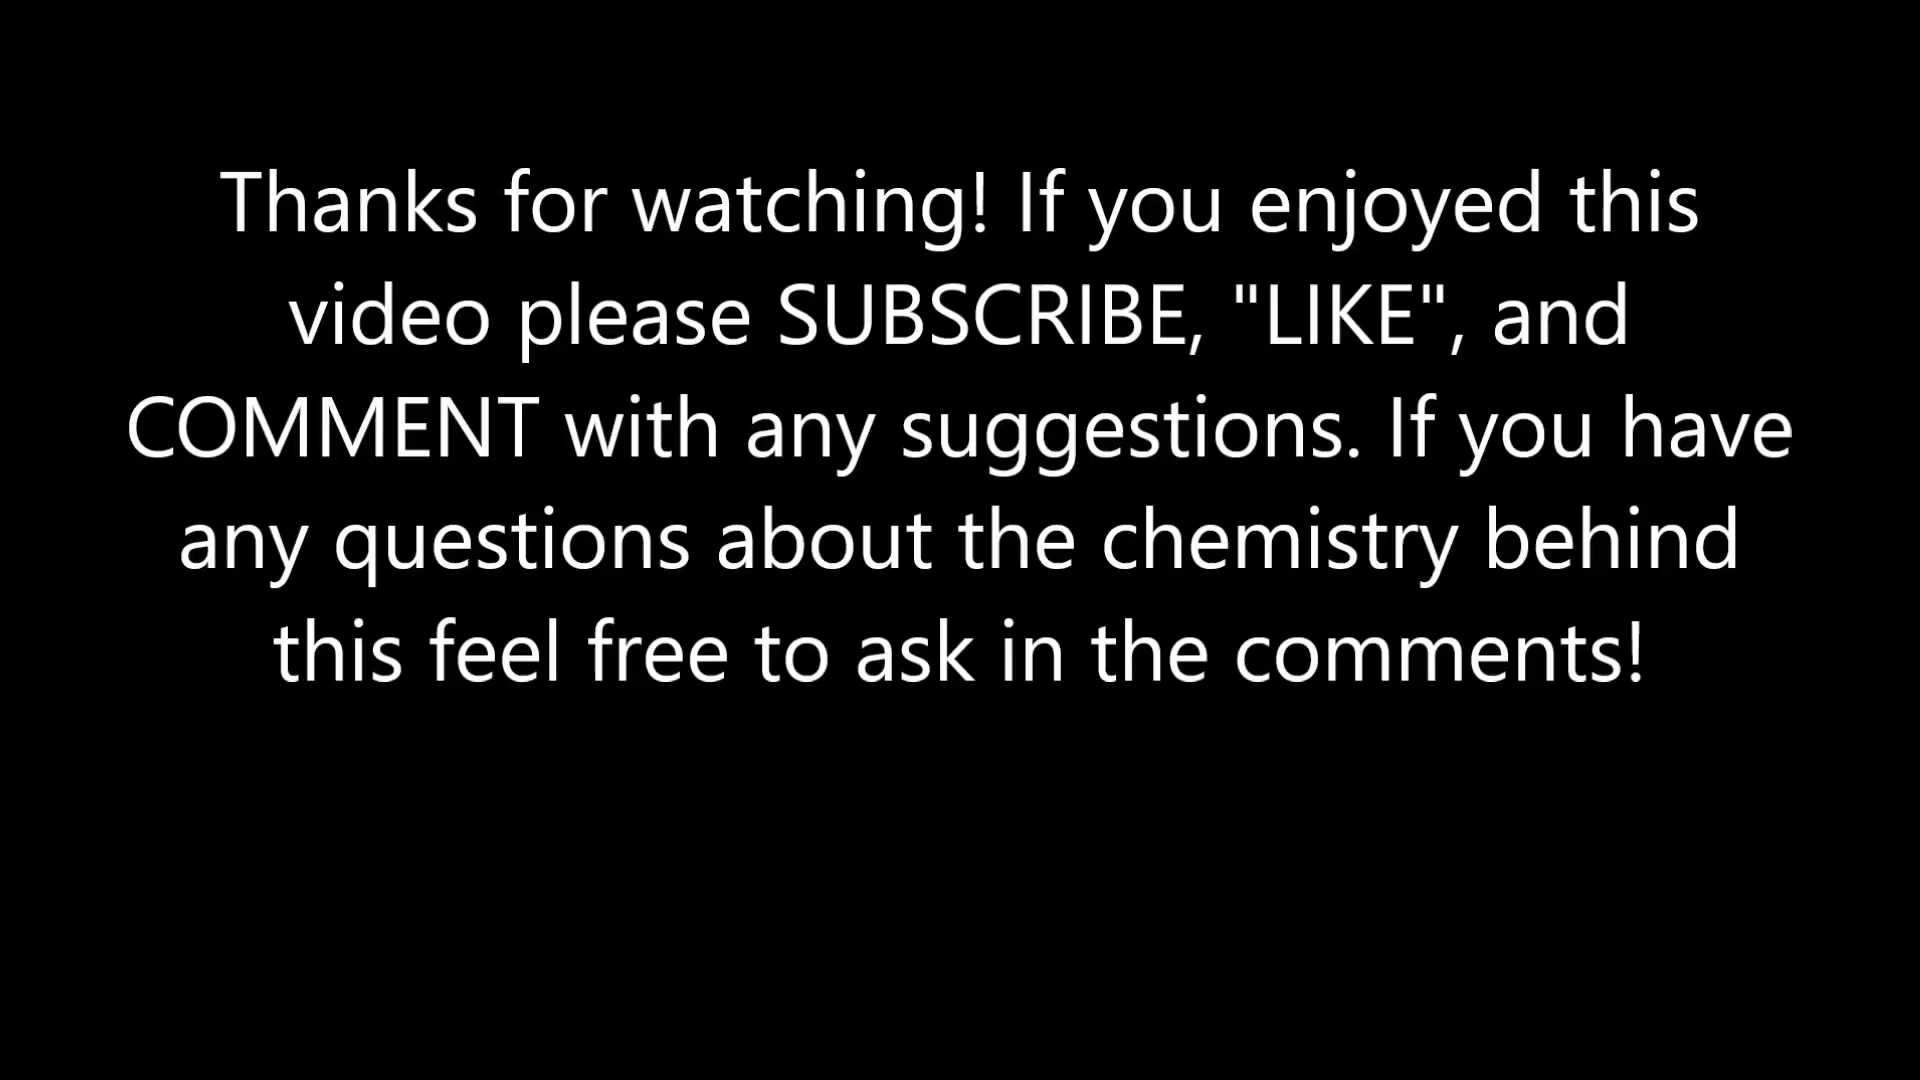 Thanks for watching! If you enjoyed this
video please SUBSCRIBE, "LIKE", and
COMMENT with any suggestions. If you have
any questions about the chemistry behind
this feel free to ask in the comments!